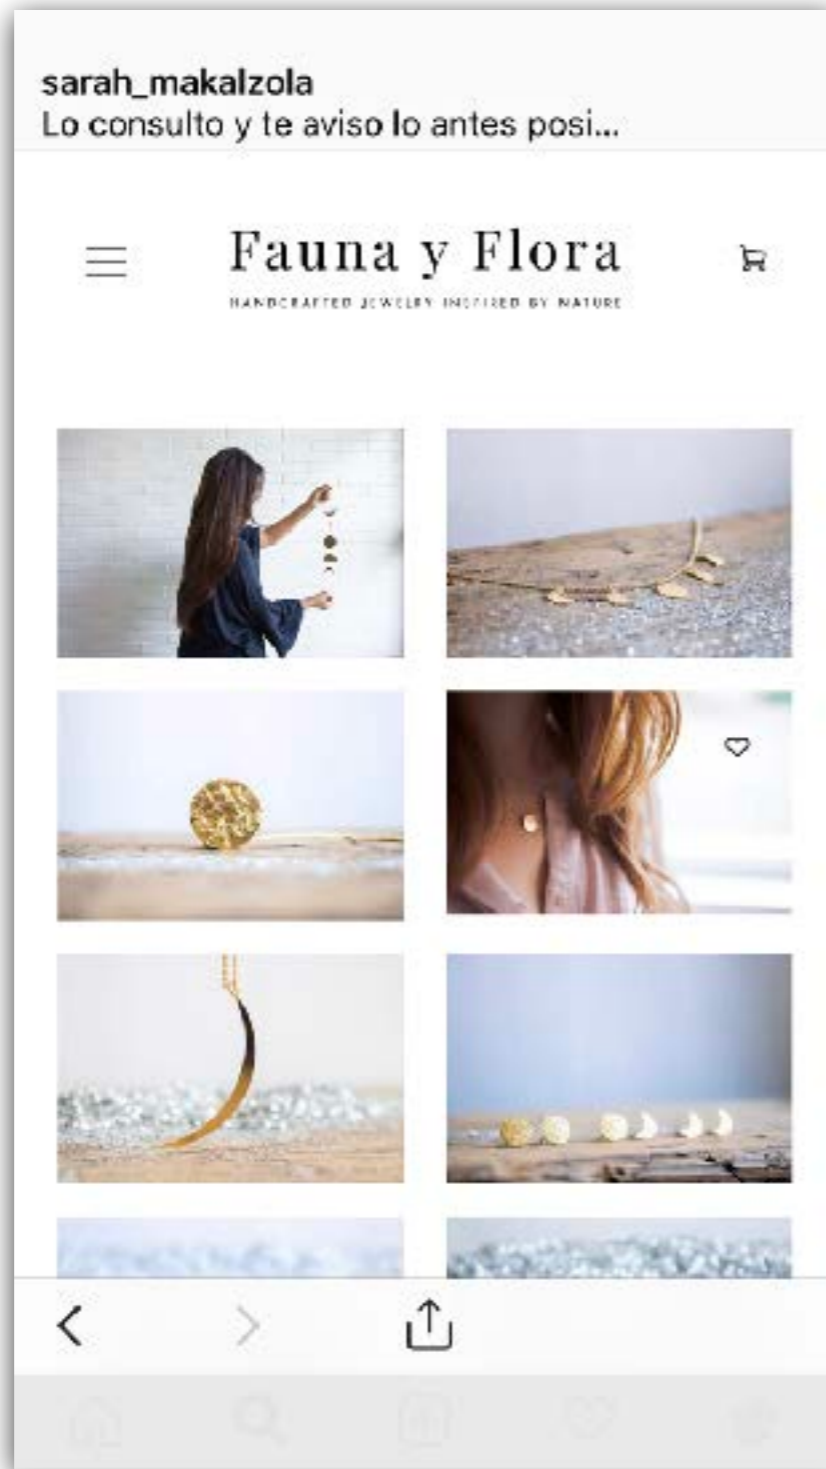 sarah_makalzola
Lo consulto y te aviso lo antes posi...
Fauna y Flora
HANDCRAFTED JEWELRY INSPIRED BY NATURE